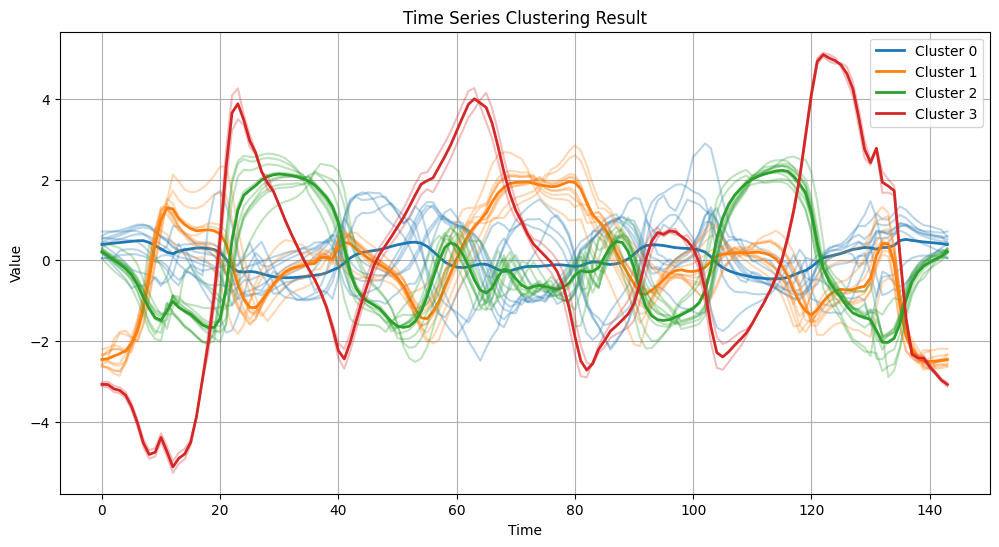 Time Series Clustering Result
Cluster 0
Cluster 1
Cluster 2
Cluster 3
Value
4
2
0
−2
−4
0 20 40 60 80 100 120 140
Time